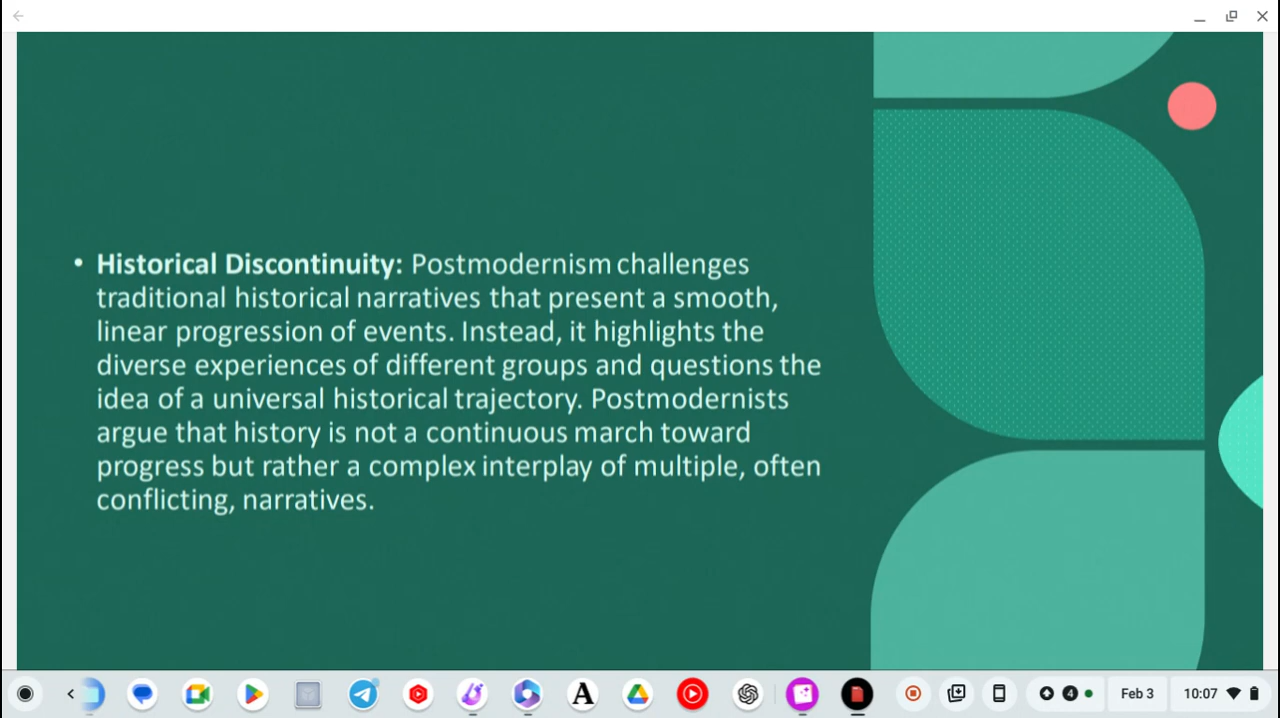 • Historical Discontinuity: Postmodernism challenges
traditional historical narratives that present a smooth,
linear progression of events. Instead, it highlights the
diverse experiences of different groups and questions the
idea of a universal historical trajectory. Postmodernists
argue that history is not a continuous march toward
progress but rather a complex interplay of multiple, often
conflicting, narratives.
A 4 Feb 3 10:07